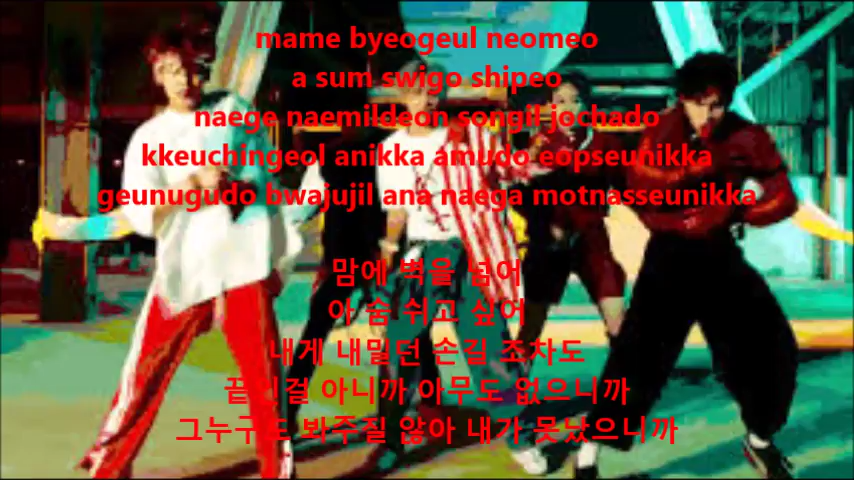 mame byeogeul neomeo
a sum swigo shipeo
naege naemildeon songil jochado
kkeuchingeol anikka amudo eopseunikka
geunugudo bwajujil ana naega motnasseunikka
맘에 벽을 넘어
아 숨 쉬고 싶어
내게 내밀던 손길 조차도
끝인걸 아니까 아무도 없으니까
그누구도 봐주질 않아 내가 못났으니까